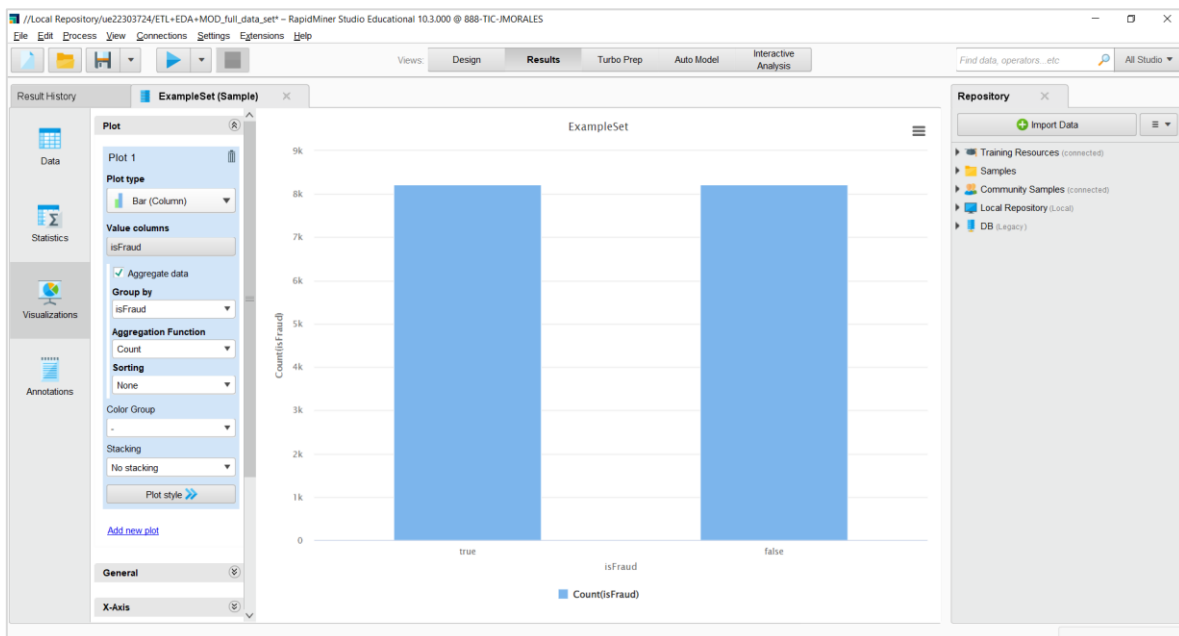 //Local Repository/ue22303724/ETL+EDA+MOD_full_data_set* – RapidMiner Studio Educational 10.3.000 @ 888-TIC-JMORALES
File Edit Process View Connections Settings Extensions Help
Views: Design Results Turbo Prep Auto Model Interactive Analysis
Find data, operators...etc
All Studio
Result History
ExampleSet (Sample)
Data
Statistics
Visualizations
Annotations
Plot
Plot 1
Plot type
Bar (Column)
Value columns
isFraud
Aggregate data
Group by
isFraud
Aggregation Function
Count
Sorting
None
Color Group
-
Stacking
No stacking
Plot style
Add new plot
General
X-Axis
ExampleSet
9k
8k
7k
6k
5k
4k
3k
2k
1k
0
Count(isFraud)
true
false
isFraud
Count(isFraud)
Repository
Import Data
Training Resources (connected)
Samples
Community Samples (connected)
Local Repository (Local)
DB (Legacy)